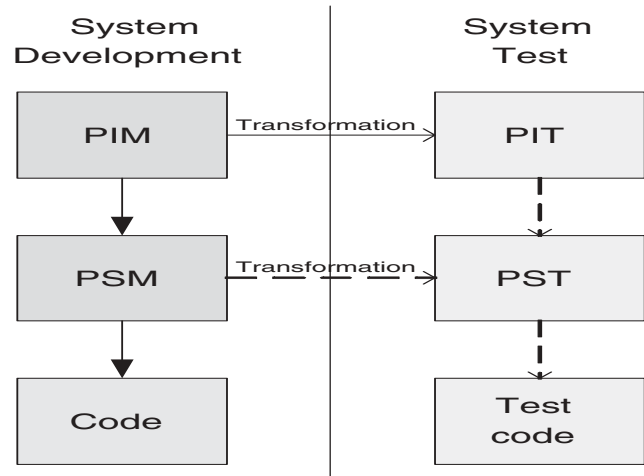 System
Development
System
Test
PIM
Transformation
PIT
PSM
Transformation
PST
Code
Test
code